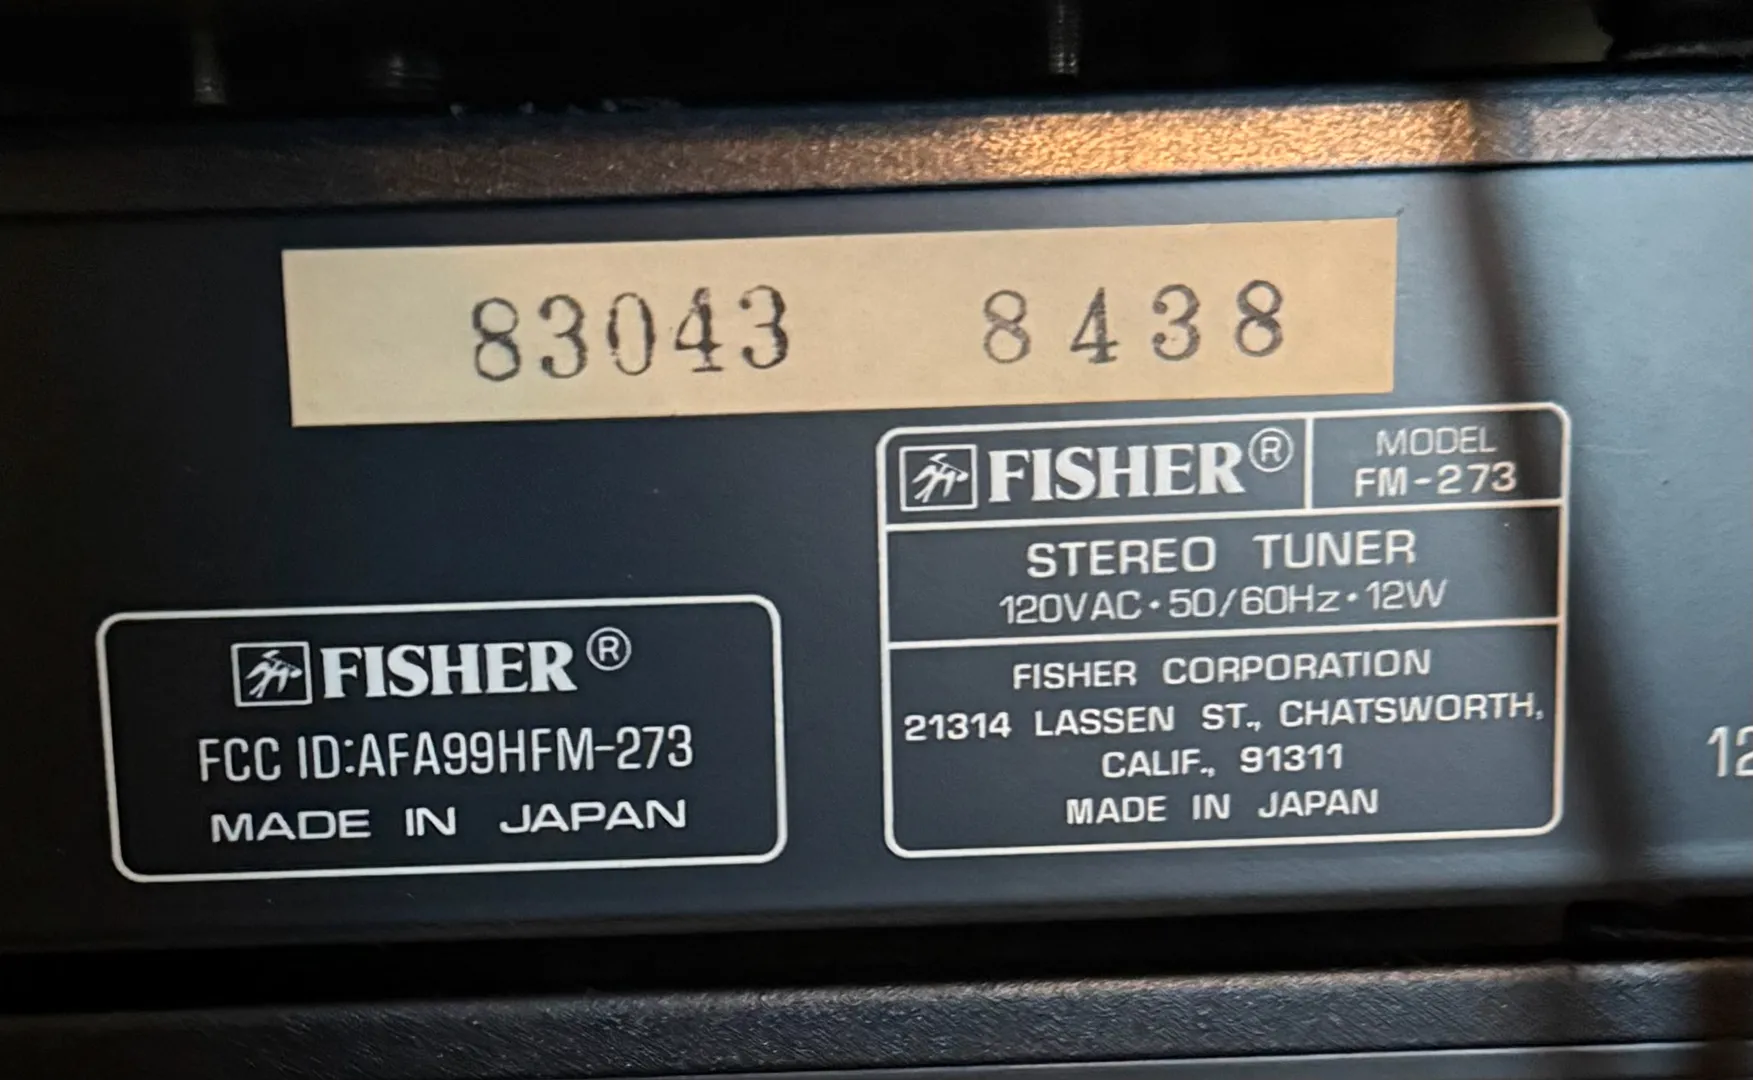 83043 8438
FISHER®
MODEL
FM-273
STEREO TUNER
120VAC•50/60Hz•12W
FISHER CORPORATION
21314 LASSEN ST., CHATSWORTH,
CALIF., 91311
MADE IN JAPAN
FISHER®
FCC ID:AFA99HFM-273
MADE IN JAPAN